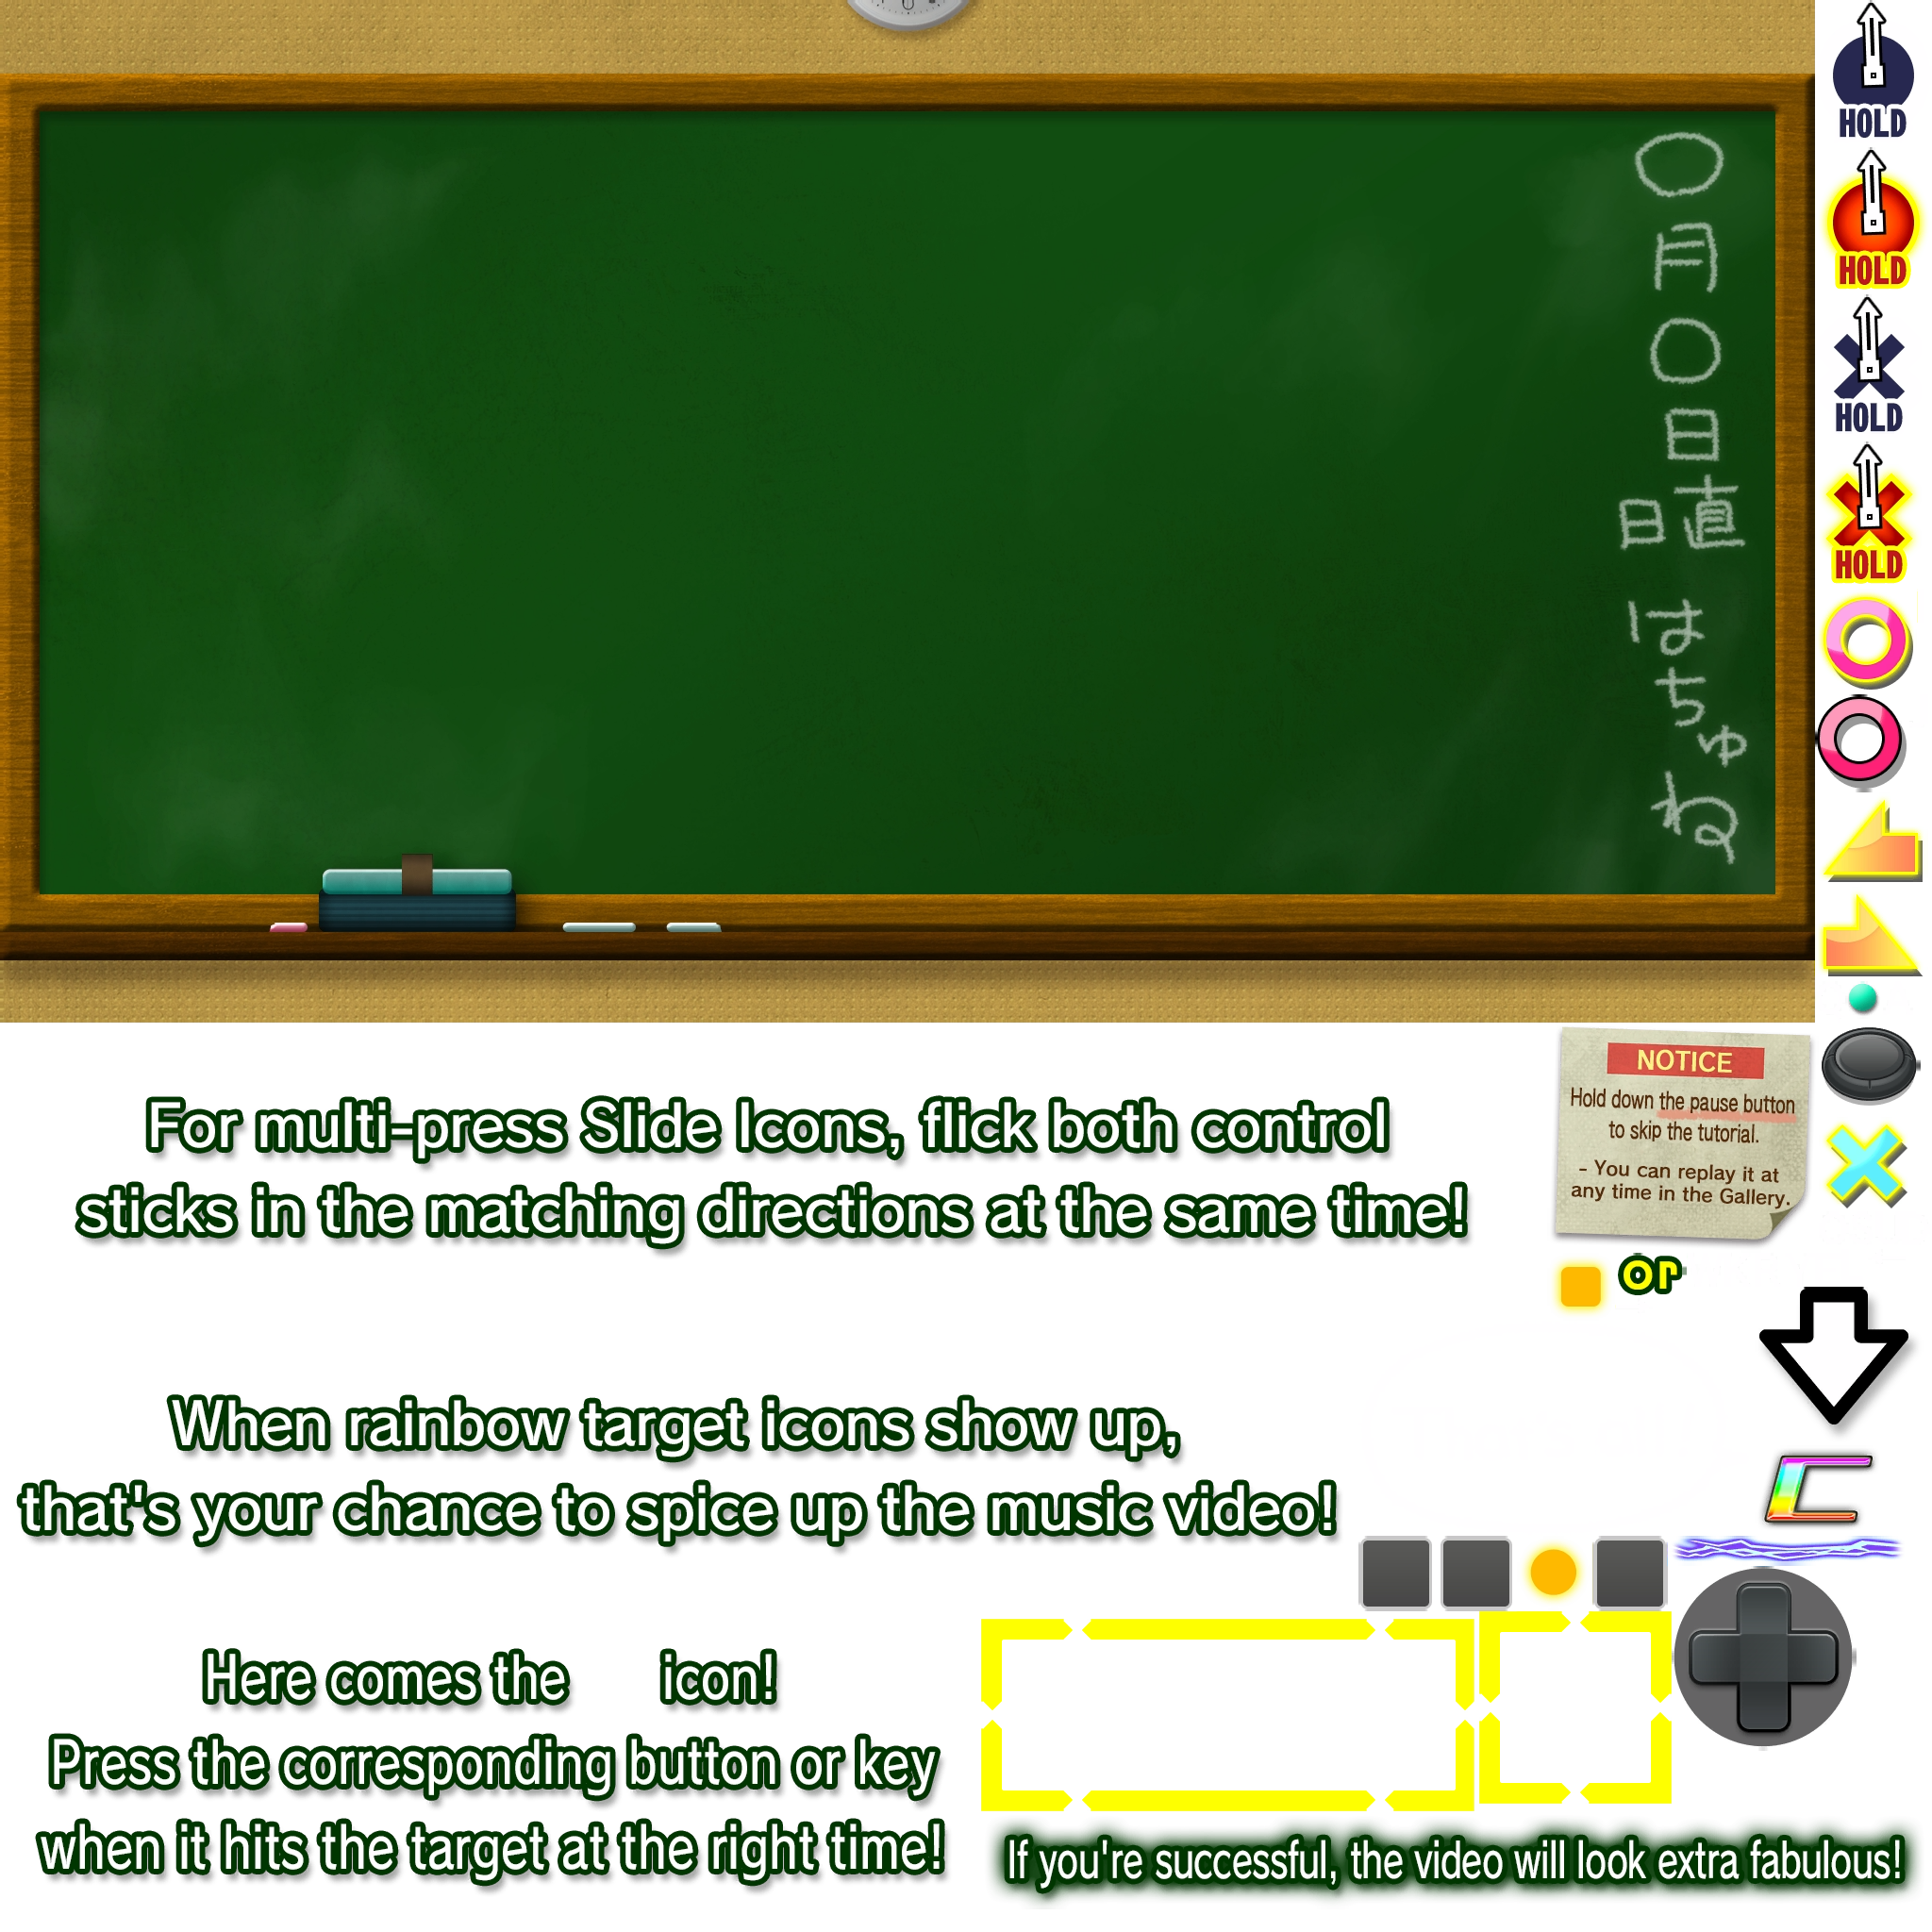 〇月〇日
日直
はちゅね
HOLD
HOLD
HOLD
HOLD
For multi-press Slide Icons, flick both control
sticks in the matching directions at the same time!
NOTICE
Hold down the pause button
to skip the tutorial.
- You can replay it at
any time in the Gallery.
or
When rainbow target icons show up,
that's your chance to spice up the music video!
Here comes the icon!
Press the corresponding button or key
when it hits the target at the right time!
If you're successful, the video will look extra fabulous!